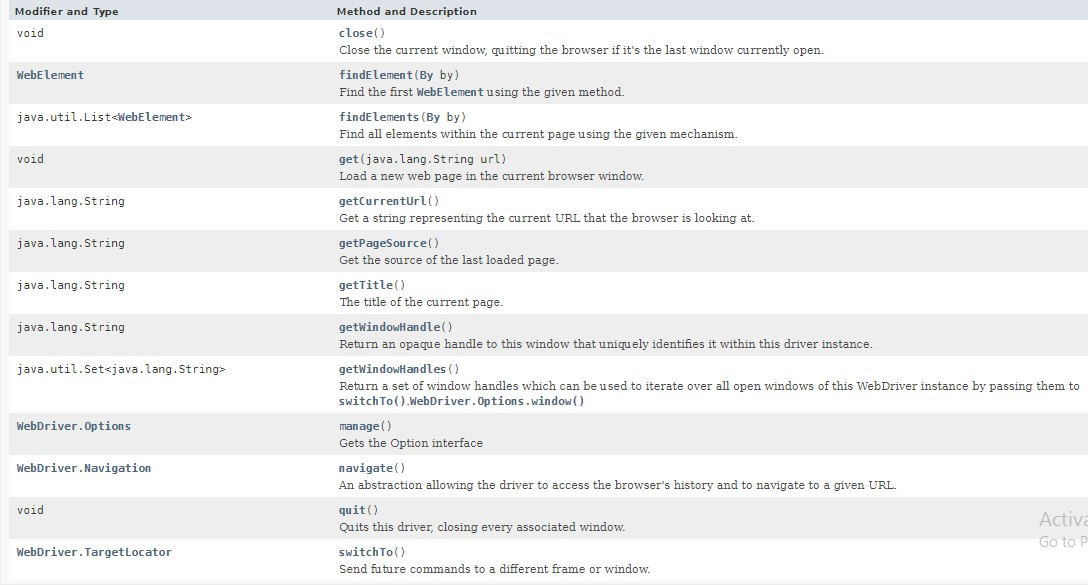 Modifier and Type Method and Description
void close()
Close the current window, quitting the browser if it's the last window currently open.
WebElement findElement(By by)
Find the first WebElement using the given method.
java.util.List<WebElement> findElements(By by)
Find all elements within the current page using the given mechanism.
void get(java.lang.String url)
Load a new web page in the current browser window.
java.lang.String getCurrentUrl()
Get a string representing the current URL that the browser is looking at.
java.lang.String getPageSource()
Get the source of the last loaded page.
java.lang.String getTitle()
The title of the current page.
java.lang.String getWindowHandle()
Return an opaque handle to this window that uniquely identifies it within this driver instance.
java.util.Set<java.lang.String> getWindowHandles()
Return a set of window handles which can be used to iterate over all open windows of this WebDriver instance by passing them to
switchTo().WebDriver.Options.window()
WebDriver.Options manage()
Gets the Option interface
WebDriver.Navigation navigate()
An abstraction allowing the driver to access the browser's history and to navigate to a given URL.
void quit()
Quits this driver, closing every associated window.
Activa
WebDriver.TargetLocator switchTo()
Go to P
Send future commands to a different frame or window.